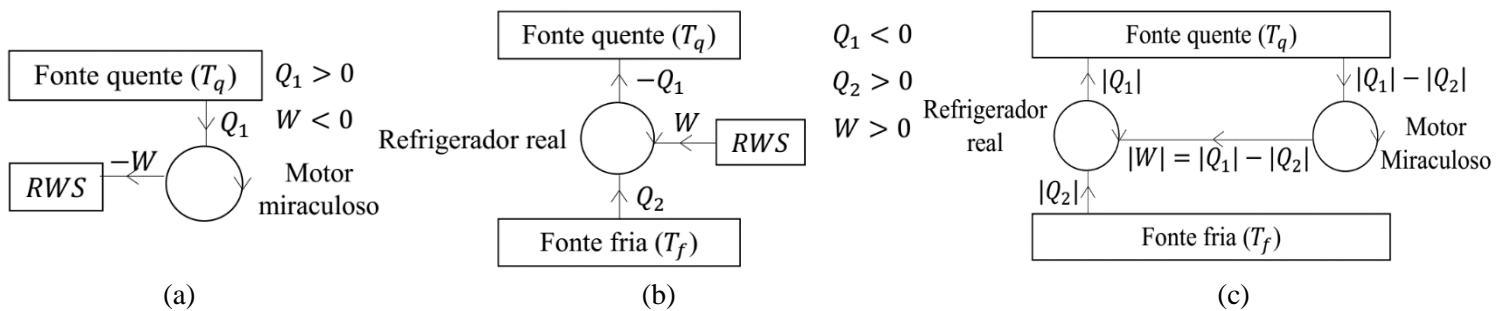 Fonte quente (T_q)
Q_1 > 0
W < 0
Q_1
-W
RWS
Motor
miraculoso
(a)
Fonte quente (T_q)
Q_1 < 0
Q_2 > 0
W > 0
-Q_1
Refrigerador real
W
RWS
Q_2
Fonte fria (T_f)
(b)
Fonte quente (T_q)
|Q_1|
|Q_1| - |Q_2|
Refrigerador
real
|W| = |Q_1| - |Q_2|
Motor
Miraculoso
|Q_2|
Fonte fria (T_f)
(c)